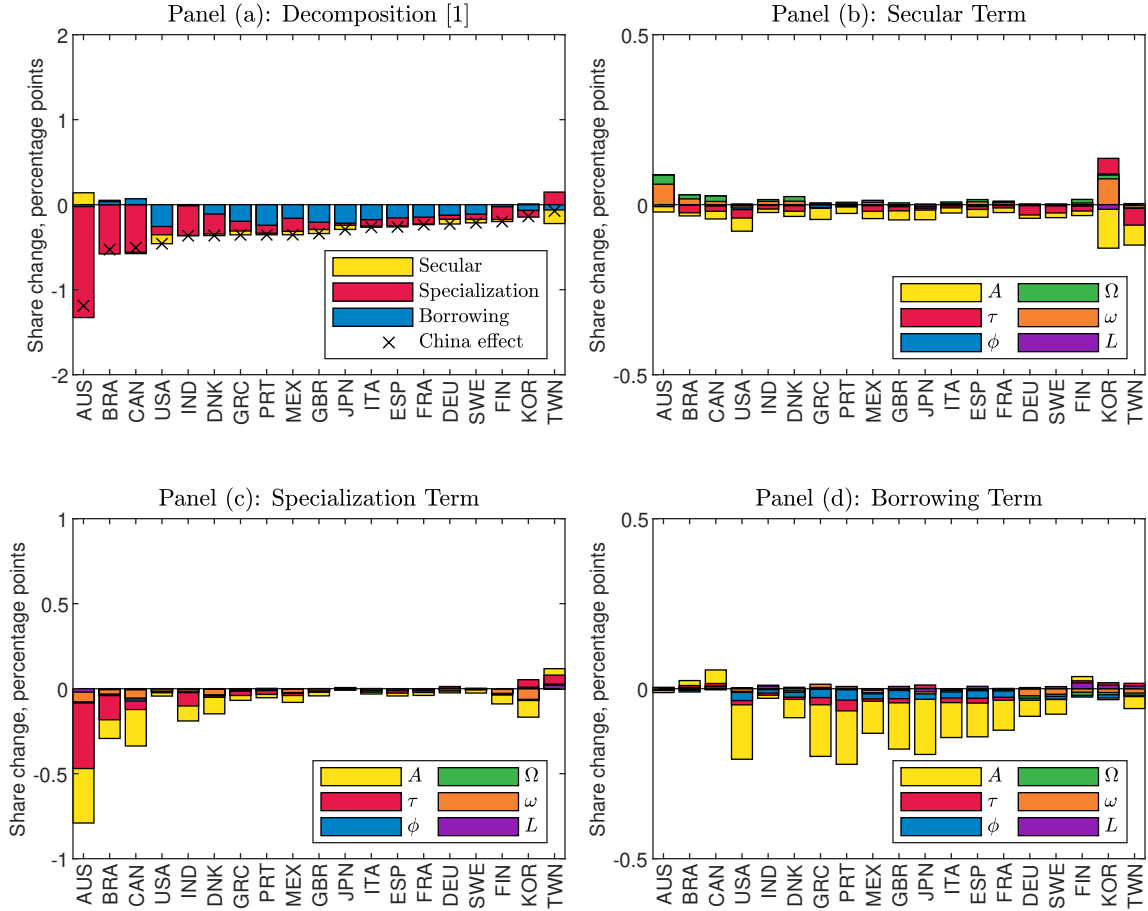 Panel (a): Decomposition [1]
Share change, percentage points
2
1
0
-1
-2
Secular
Specialization
Borrowing
China effect
AUS BRA CAN USA IND DNK GRC PRT MEX GBR JPN ITA ESP FRA DEU SWE FIN KOR TWN
Panel (b): Secular Term
Share change, percentage points
0.5
0
-0.5
A Ω
τ ω
ϕ L
AUS BRA CAN USA IND DNK GRC PRT MEX GBR JPN ITA ESP FRA DEU SWE FIN KOR TWN
Panel (c): Specialization Term
Share change, percentage points
1
0.5
0
-0.5
-1
A Ω
τ ω
ϕ L
AUS BRA CAN USA IND DNK GRC PRT MEX GBR JPN ITA ESP FRA DEU SWE FIN KOR TWN
Panel (d): Borrowing Term
Share change, percentage points
0.5
0
-0.5
A Ω
τ ω
ϕ L
AUS BRA CAN USA IND DNK GRC PRT MEX GBR JPN ITA ESP FRA DEU SWE FIN KOR TWN